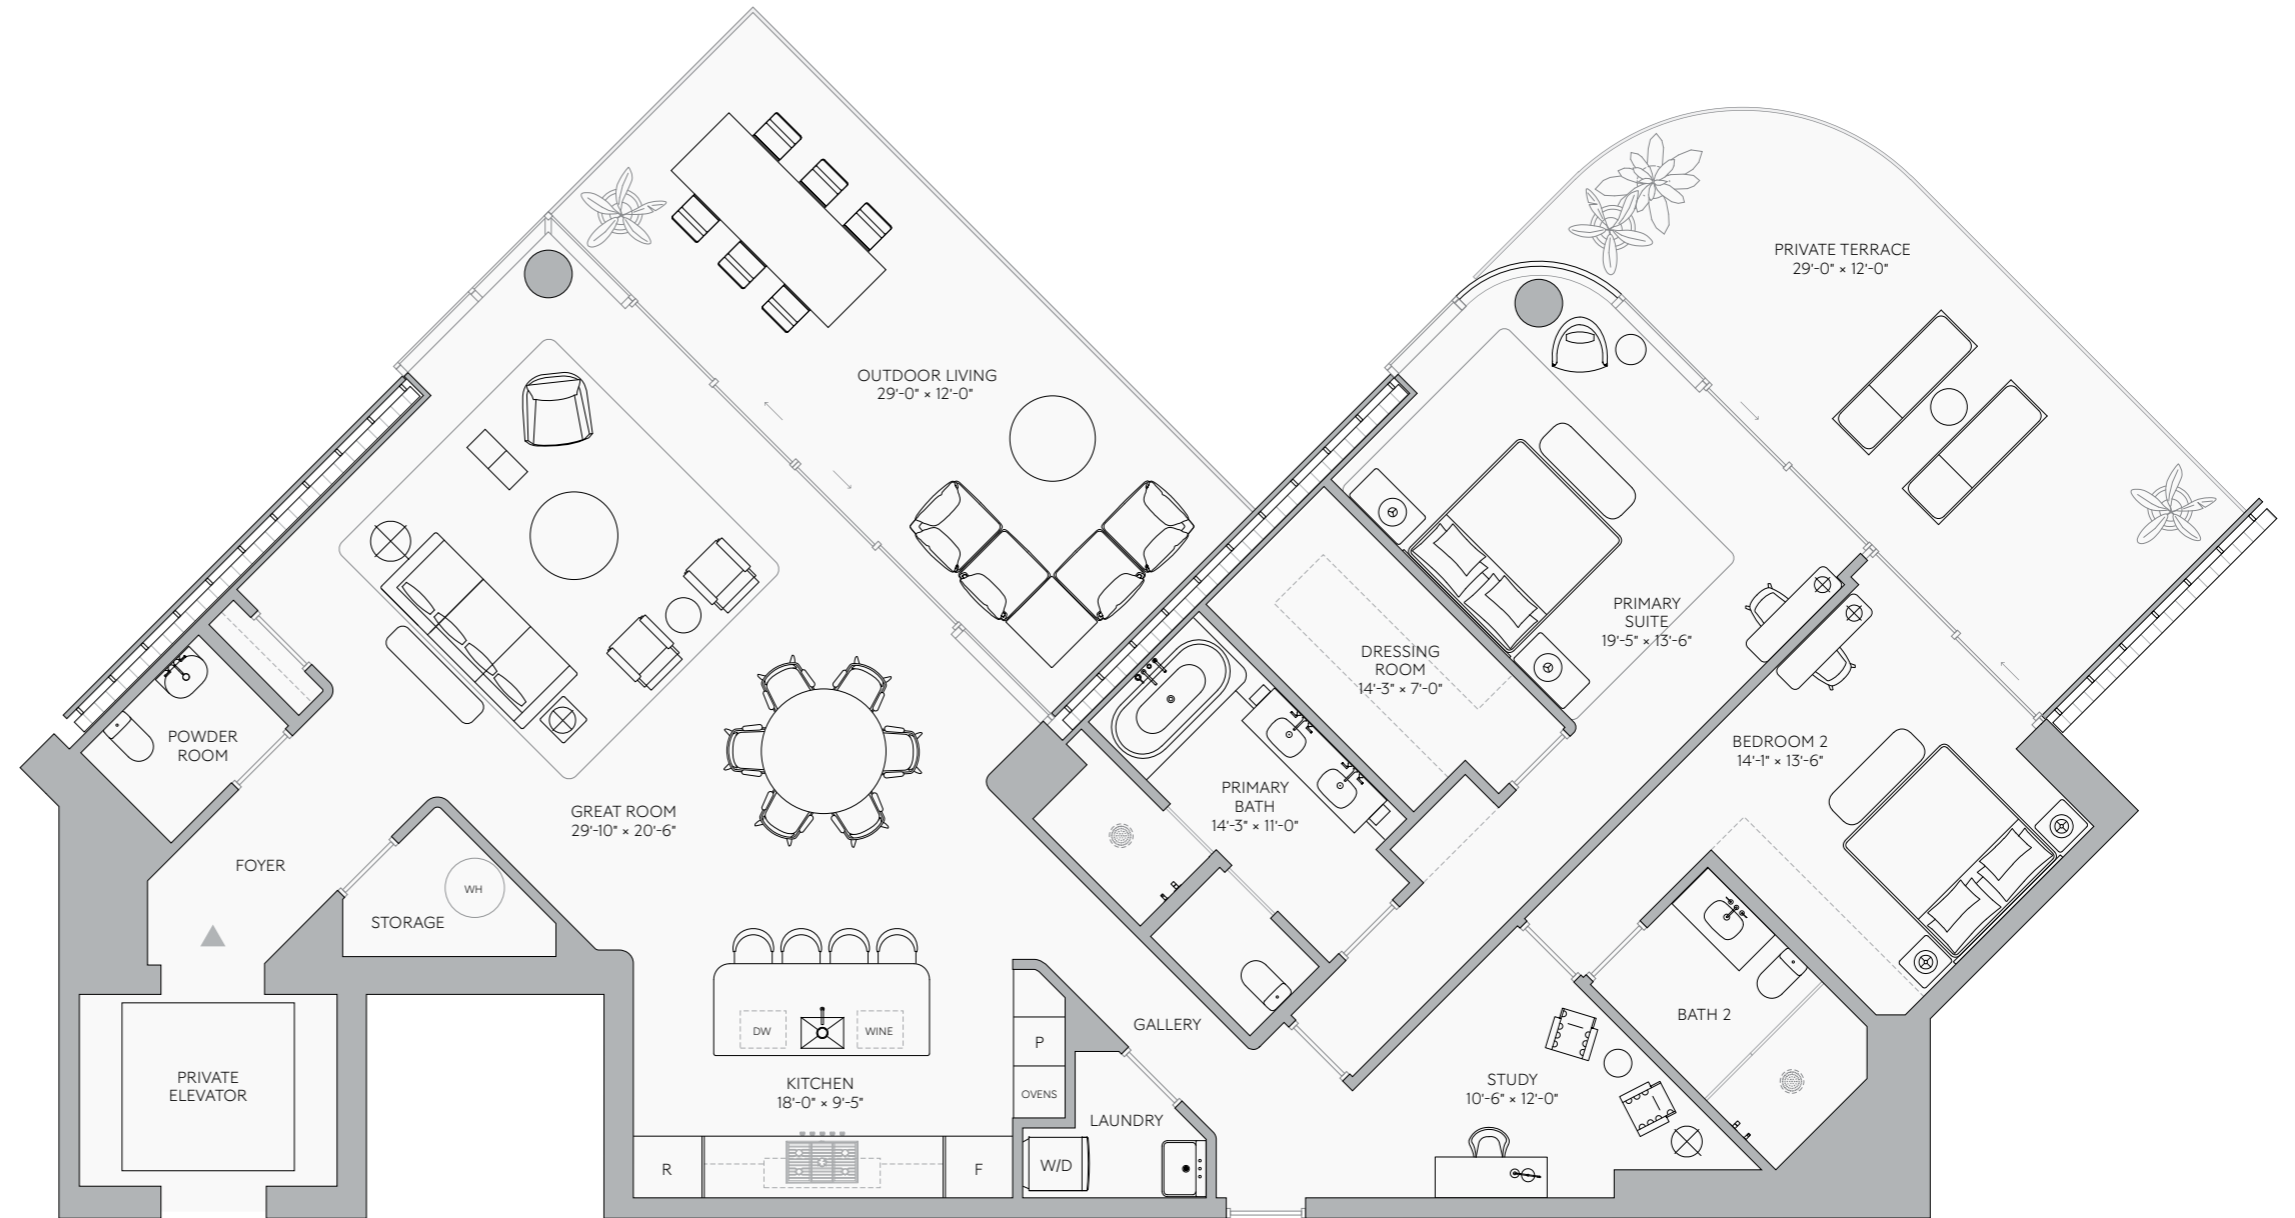 PRIVATE TERRACE
29'-0" × 12'-0"
OUTDOOR LIVING
29'-0" × 12'-0"
PRIMARY
SUITE
19'-5" × 13'-6"
DRESSING
ROOM
14'-3" × 7'-0"
POWDER
ROOM
BEDROOM 2
14'-1" × 13'-6"
PRIMARY
BATH
14'-3" × 11'-0"
GREAT ROOM
29'-10" × 20'-6"
FOYER
WH
STORAGE
DW
WINE
GALLERY
BATH 2
P
PRIVATE
ELEVATOR
KITCHEN
18'-0" × 9'-5"
OVENS
STUDY
10'-6" × 12'-0"
LAUNDRY
R
F
W/D